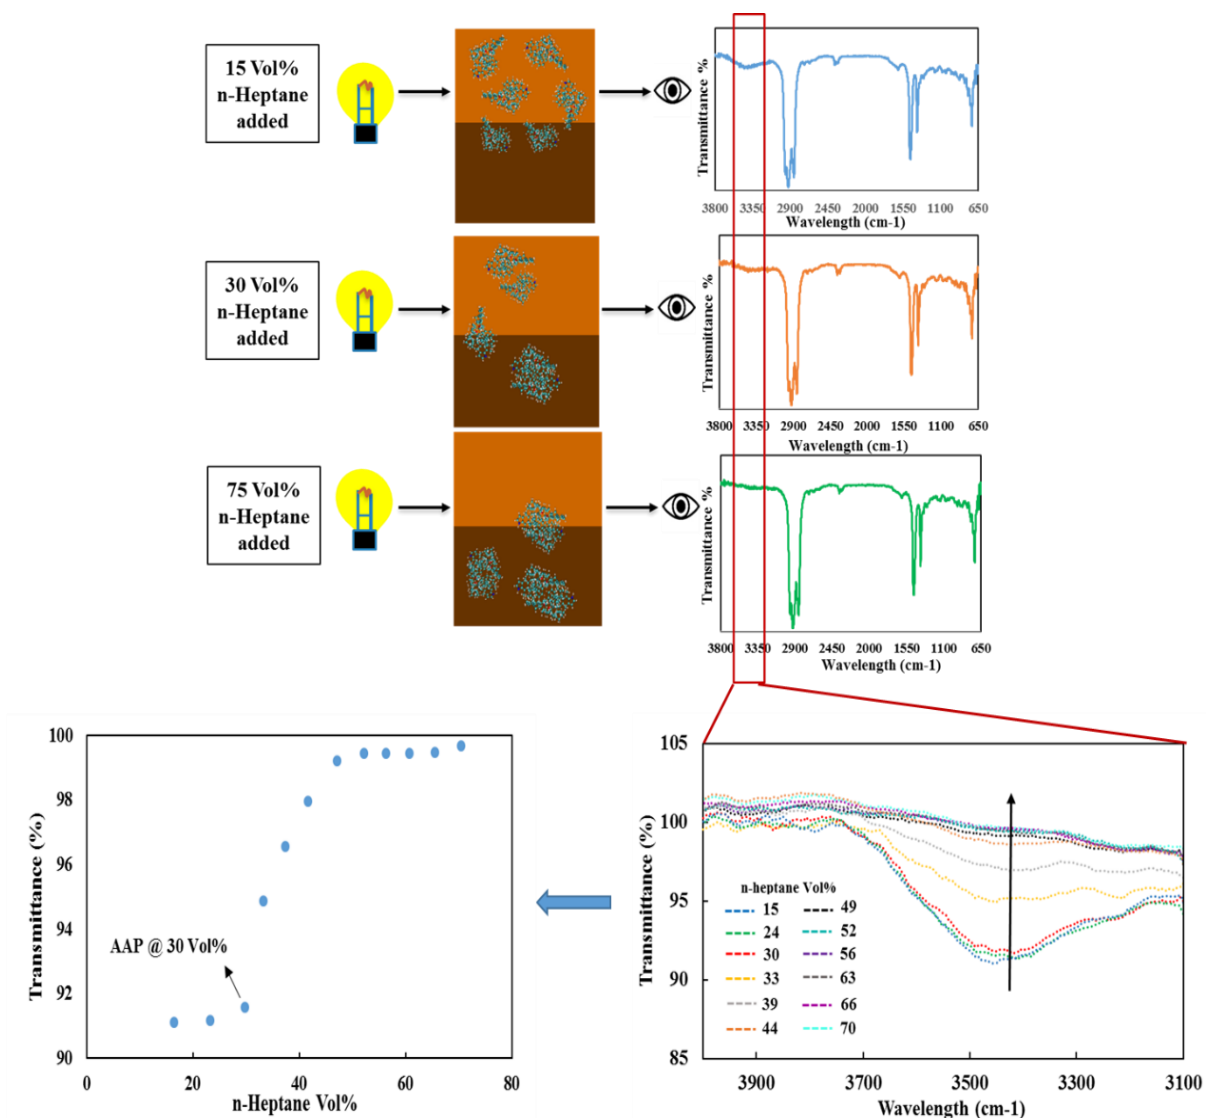 15 Vol%
n-Heptane
added
Transmittance %
3800 3350 2900 2450 2000 1550 1100 650
Wavelength (cm-1)
30 Vol%
n-Heptane
added
Transmittance %
3800 3350 2900 2450 2000 1550 1100 650
Wavelength (cm-1)
75 Vol%
n-Heptane
added
Transmittance %
3800 3350 2900 2450 2000 1550 1100 650
Wavelength (cm-1)
100
98
96
94
92
90
Transmittance (%)
AAP @ 30 Vol%
0 20 40 60 80
n-Heptane Vol%
105
100
95
90
85
Transmittance (%)
n-heptane Vol%
15 49
24 52
30 56
33 63
39 66
44 70
3900 3700 3500 3300 3100
Wavelength (cm-1)